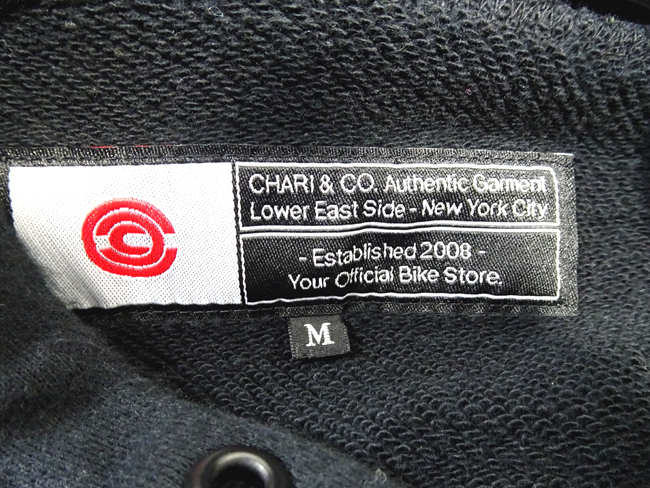 CHARI & CO. Authentic Garment
Lower East Side - New York City
- Established 2008 -
Your Official Bike Store.
M